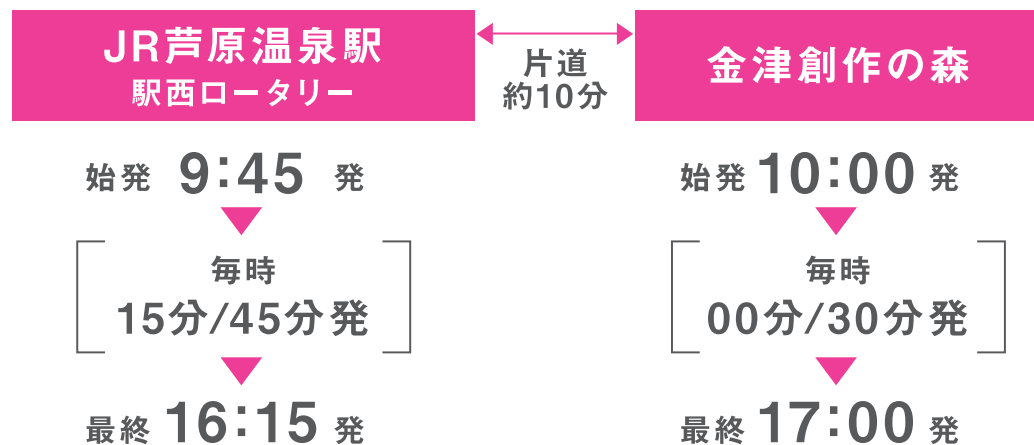 JR芦原温泉駅
駅西ロータリー
片道
約10分
金津創作の森
始発 9:45 発
毎時
15分/45分発
最終 16:15 発
始発 10:00 発
毎時
00分/30分発
最終 17:00 発